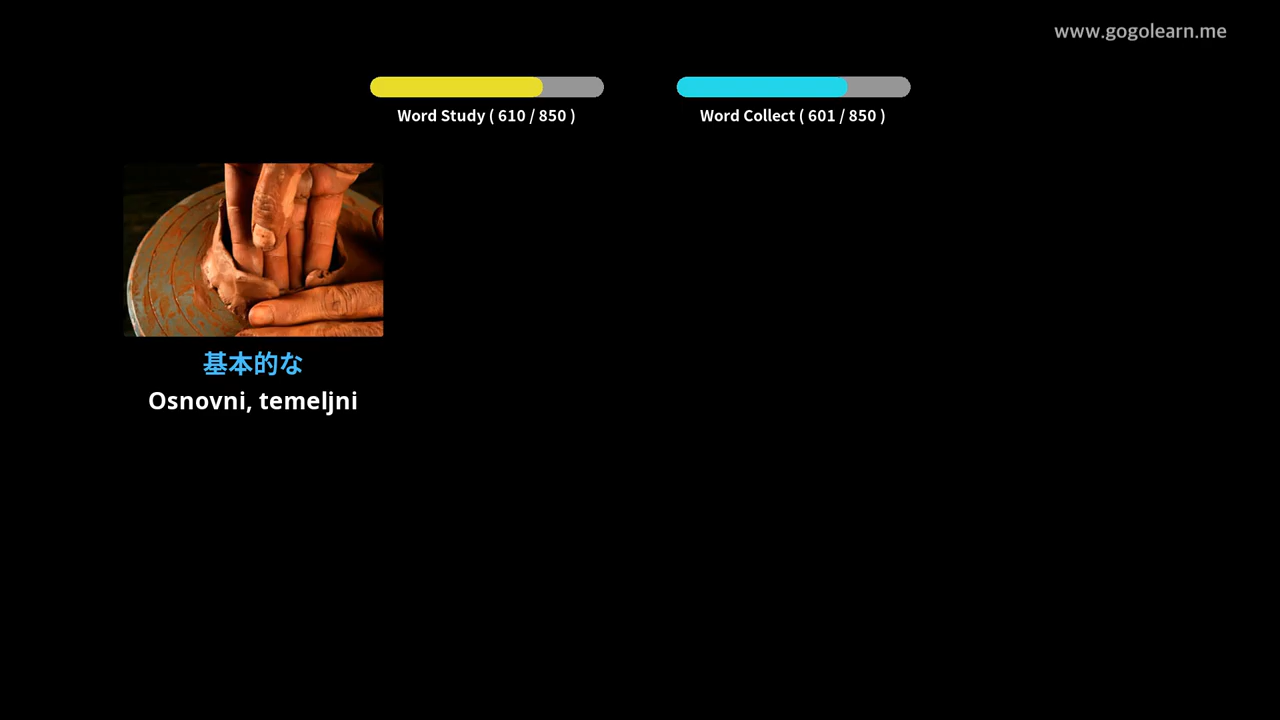 www.gogolearn.me
Word Study ( 610 / 850 )
Word Collect ( 601 / 850 )
基本的な
Osnovni, temeljni